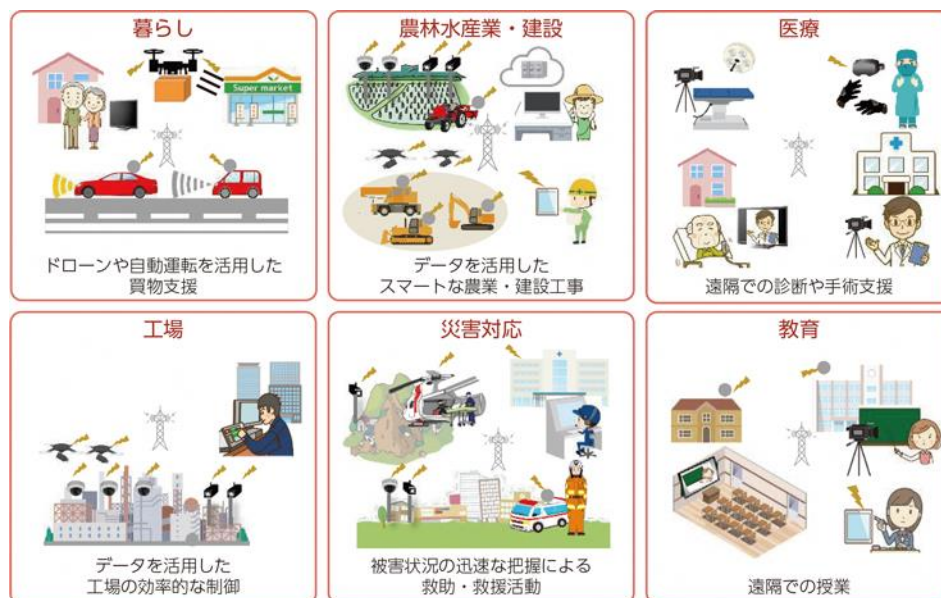 暮らし
Super market
ドローンや自動運転を活用した
買物支援
農林水産業・建設
データを活用した
スマートな農業・建設工事
医療
遠隔での診断や手術支援
工場
データを活用した
工場の効率的な制御
災害対応
被害状況の迅速な把握による
救助・救援活動
教育
遠隔での授業